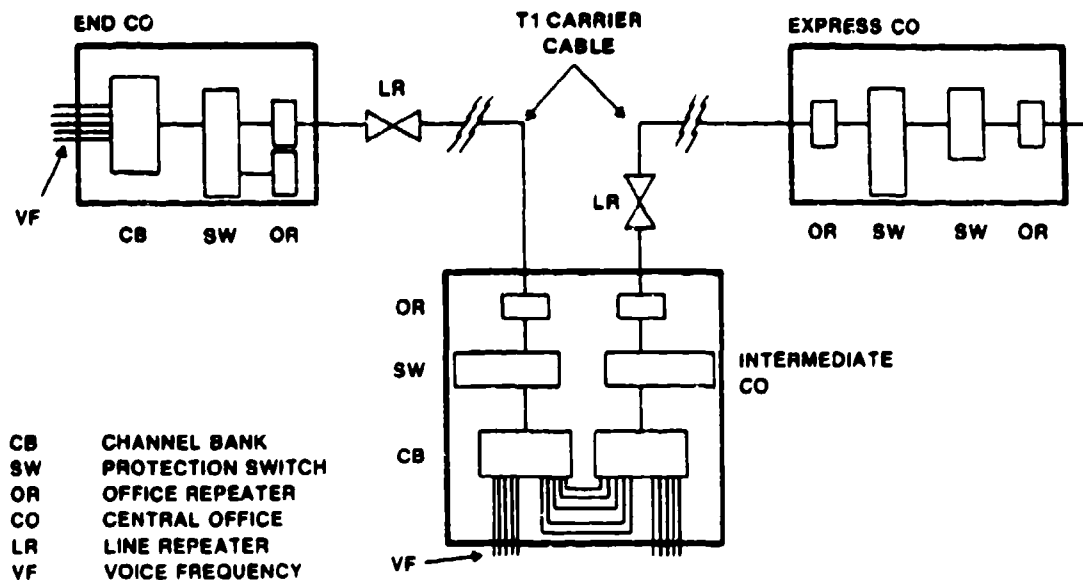 END CO
T1 CARRIER
CABLE
EXPRESS CO
LR
VF
CB SW OR
LR
OR SW SW OR
OR
SW
INTERMEDIATE
CO
CB
VF
CB CHANNEL BANK
SW PROTECTION SWITCH
OR OFFICE REPEATER
CO CENTRAL OFFICE
LR LINE REPEATER
VF VOICE FREQUENCY